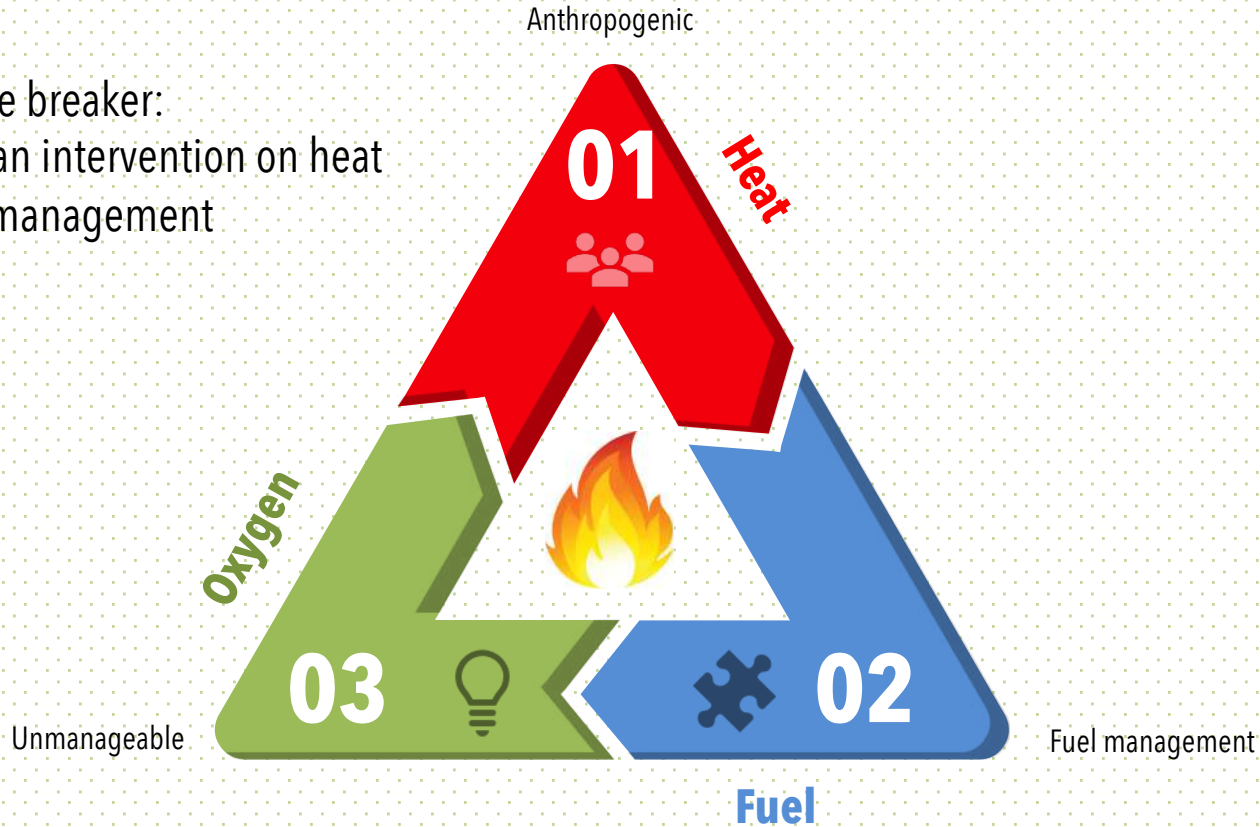 Anthropogenic
e breaker:
an intervention on heat
management
01
Heat
Oxygen
03
02
Unmanageable
Fuel management
Fuel